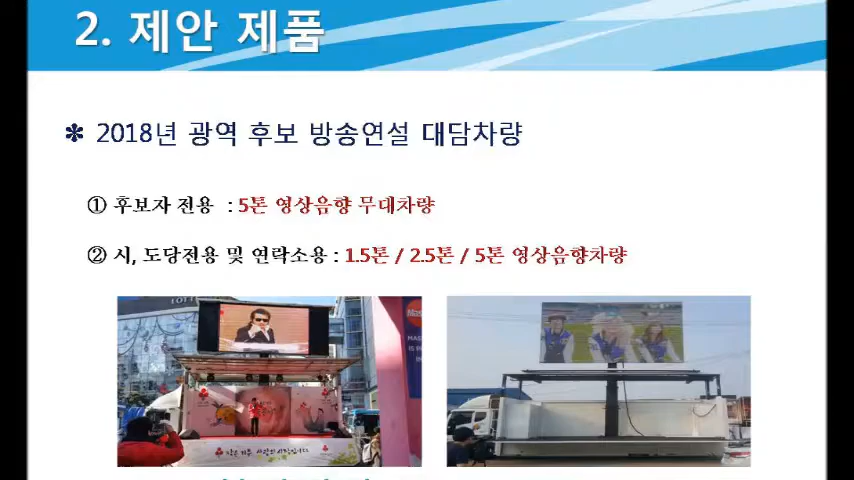 2. 제안 제품
✻ 2018년 광역 후보 방송연설 대담차량
① 후보자 전용 : 5톤 영상음향 무대차량
② 시, 도당전용 및 연락소용 : 1.5톤 / 2.5톤 / 5톤 영상음향차량
LOTT